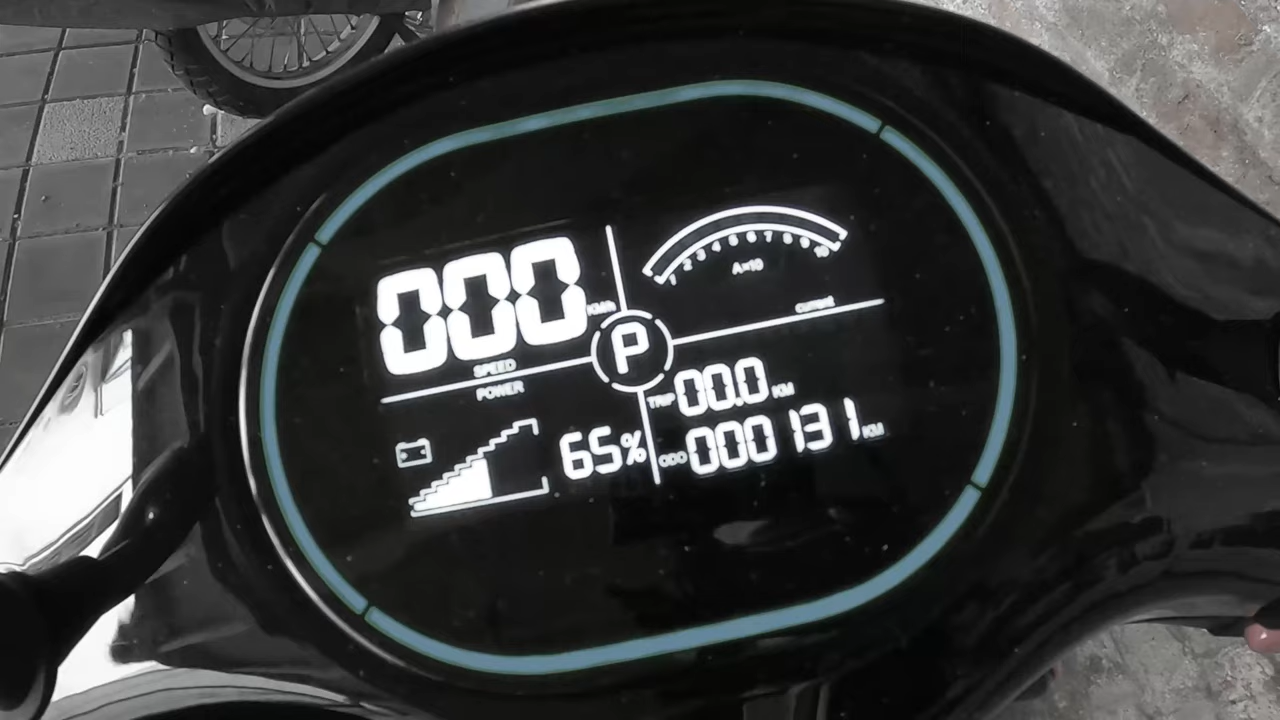 000 KM/h
SPEED
POWER
65%
1 2 3 4 5 6 7 8 9 10
A×10
current
P
TRIP 00.0 KM
ODO 000131 KM